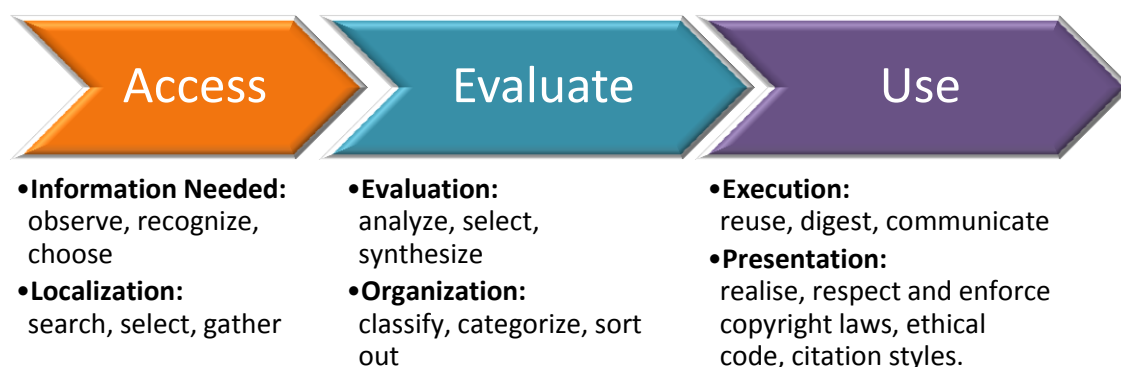 Access
Evaluate
Use
•Information Needed:
observe, recognize,
choose
•Localization:
search, select, gather
•Evaluation:
analyze, select,
synthesize
•Organization:
classify, categorize, sort
out
•Execution:
reuse, digest, communicate
•Presentation:
realise, respect and enforce
copyright laws, ethical
code, citation styles.